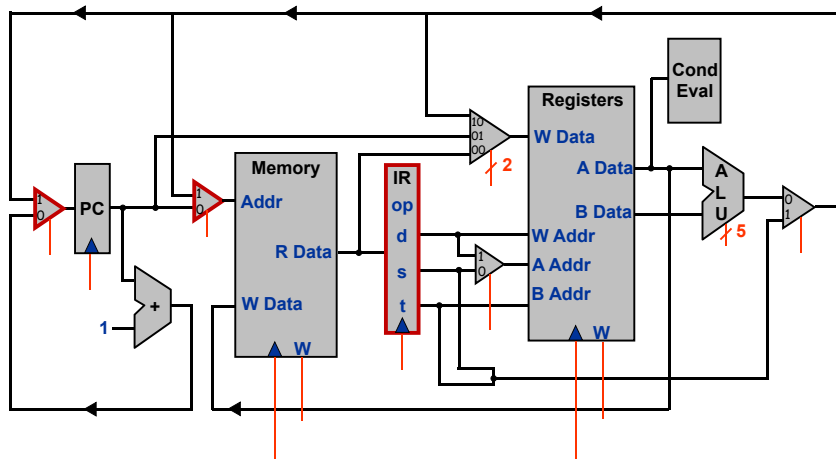 Cond
Eval
Registers
10
01
00
W Data
2
A Data
B Data
W Addr
A Addr
B Addr
W
A
L
U
5
0
1
Memory
Addr
R Data
W Data
W
IR
op
d
s
t
1
0
1
0
PC
1
0
+
1